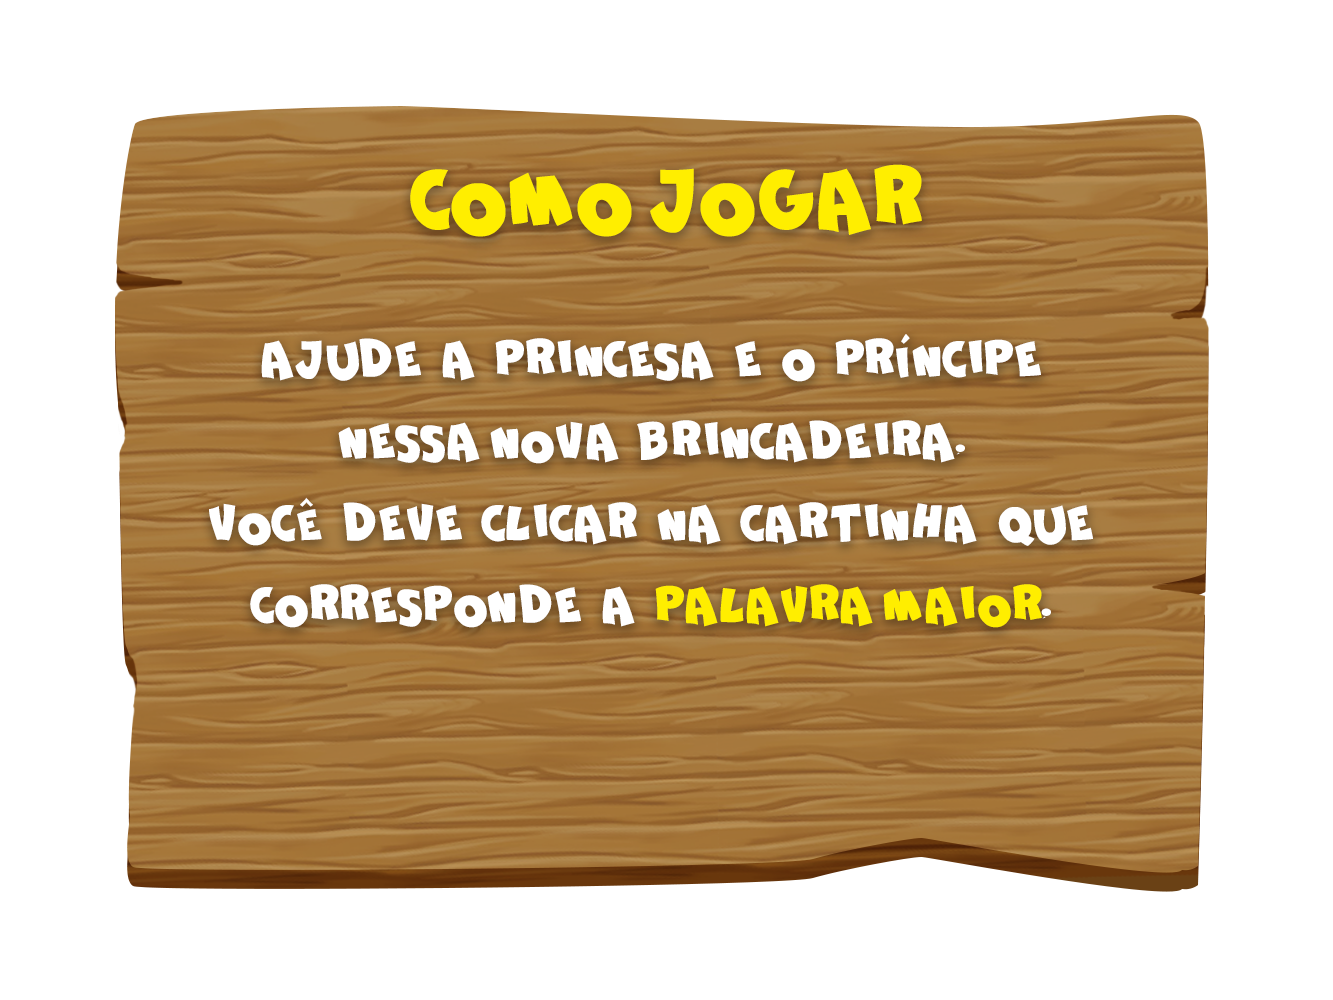 COMO JOGAR
AJUDE A PRINCESA E O PRÍNCIPE
NESSA NOVA BRINCADEIRA.
VOCÊ DEVE CLICAR NA CARTINHA QUE
CORRESPONDE A PALAVRA MAIOR.